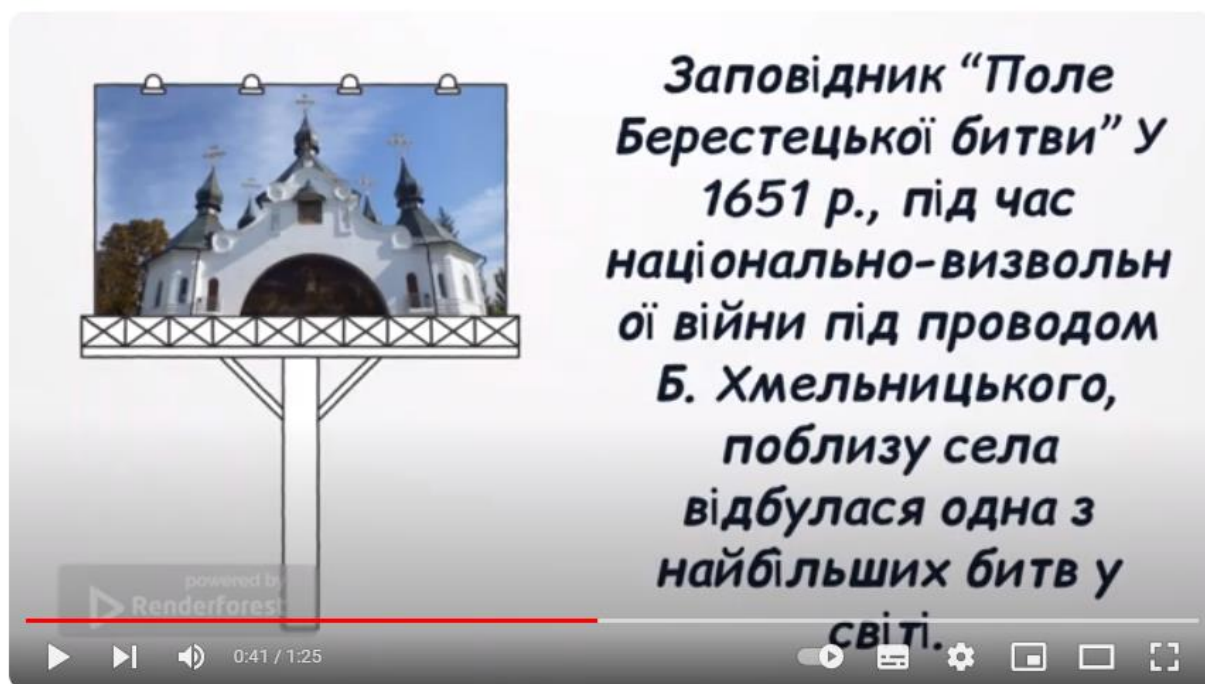 Заповідник “Поле
Берестецької битви” У
1651 р., під час
національно-визвольн
ої війни під проводом
Б. Хмельницького,
поблизу села
відбулася одна з
найбільших битв у
світі.
powered by
Renderforest
0:41 / 1:25